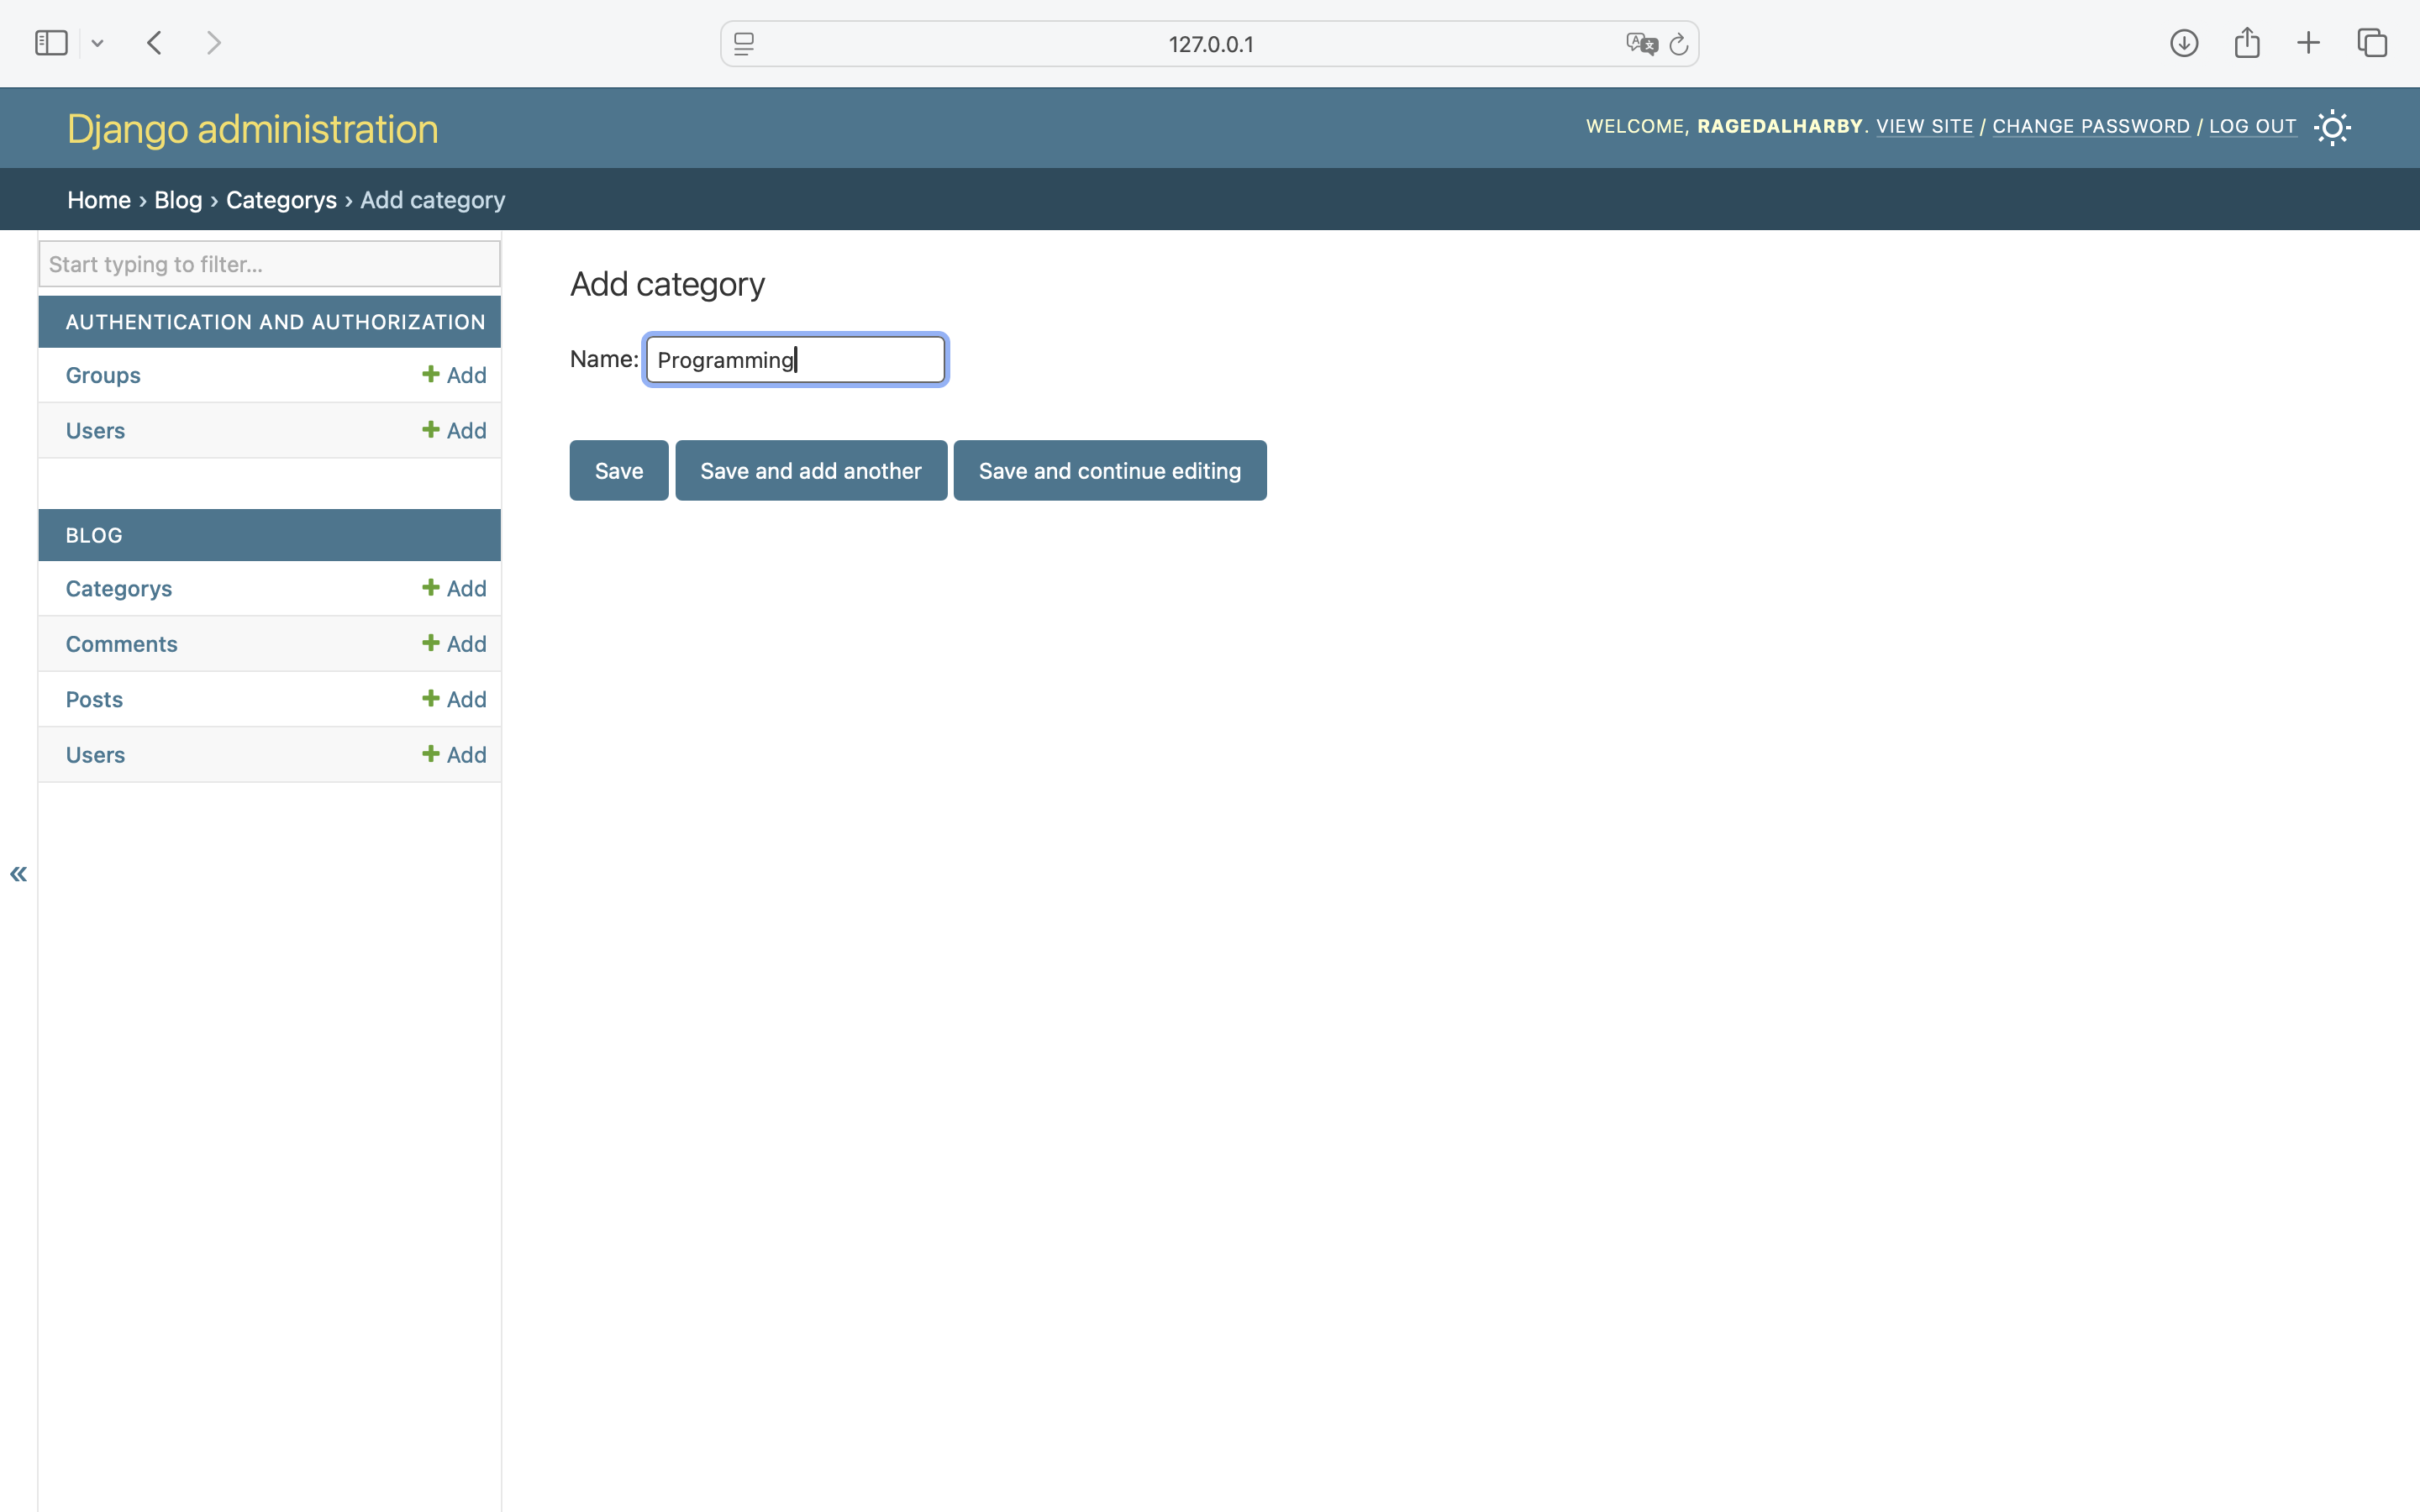 127.0.0.1
Django administration
WELCOME, RAGEDALHARBY. VIEW SITE / CHANGE PASSWORD / LOG OUT
Home › Blog › Categorys › Add category
Start typing to filter...
AUTHENTICATION AND AUTHORIZATION
Groups Add
Users Add
BLOG
Categorys Add
Comments Add
Posts Add
Users Add
«
Add category
Name: Programming
Save Save and add another Save and continue editing